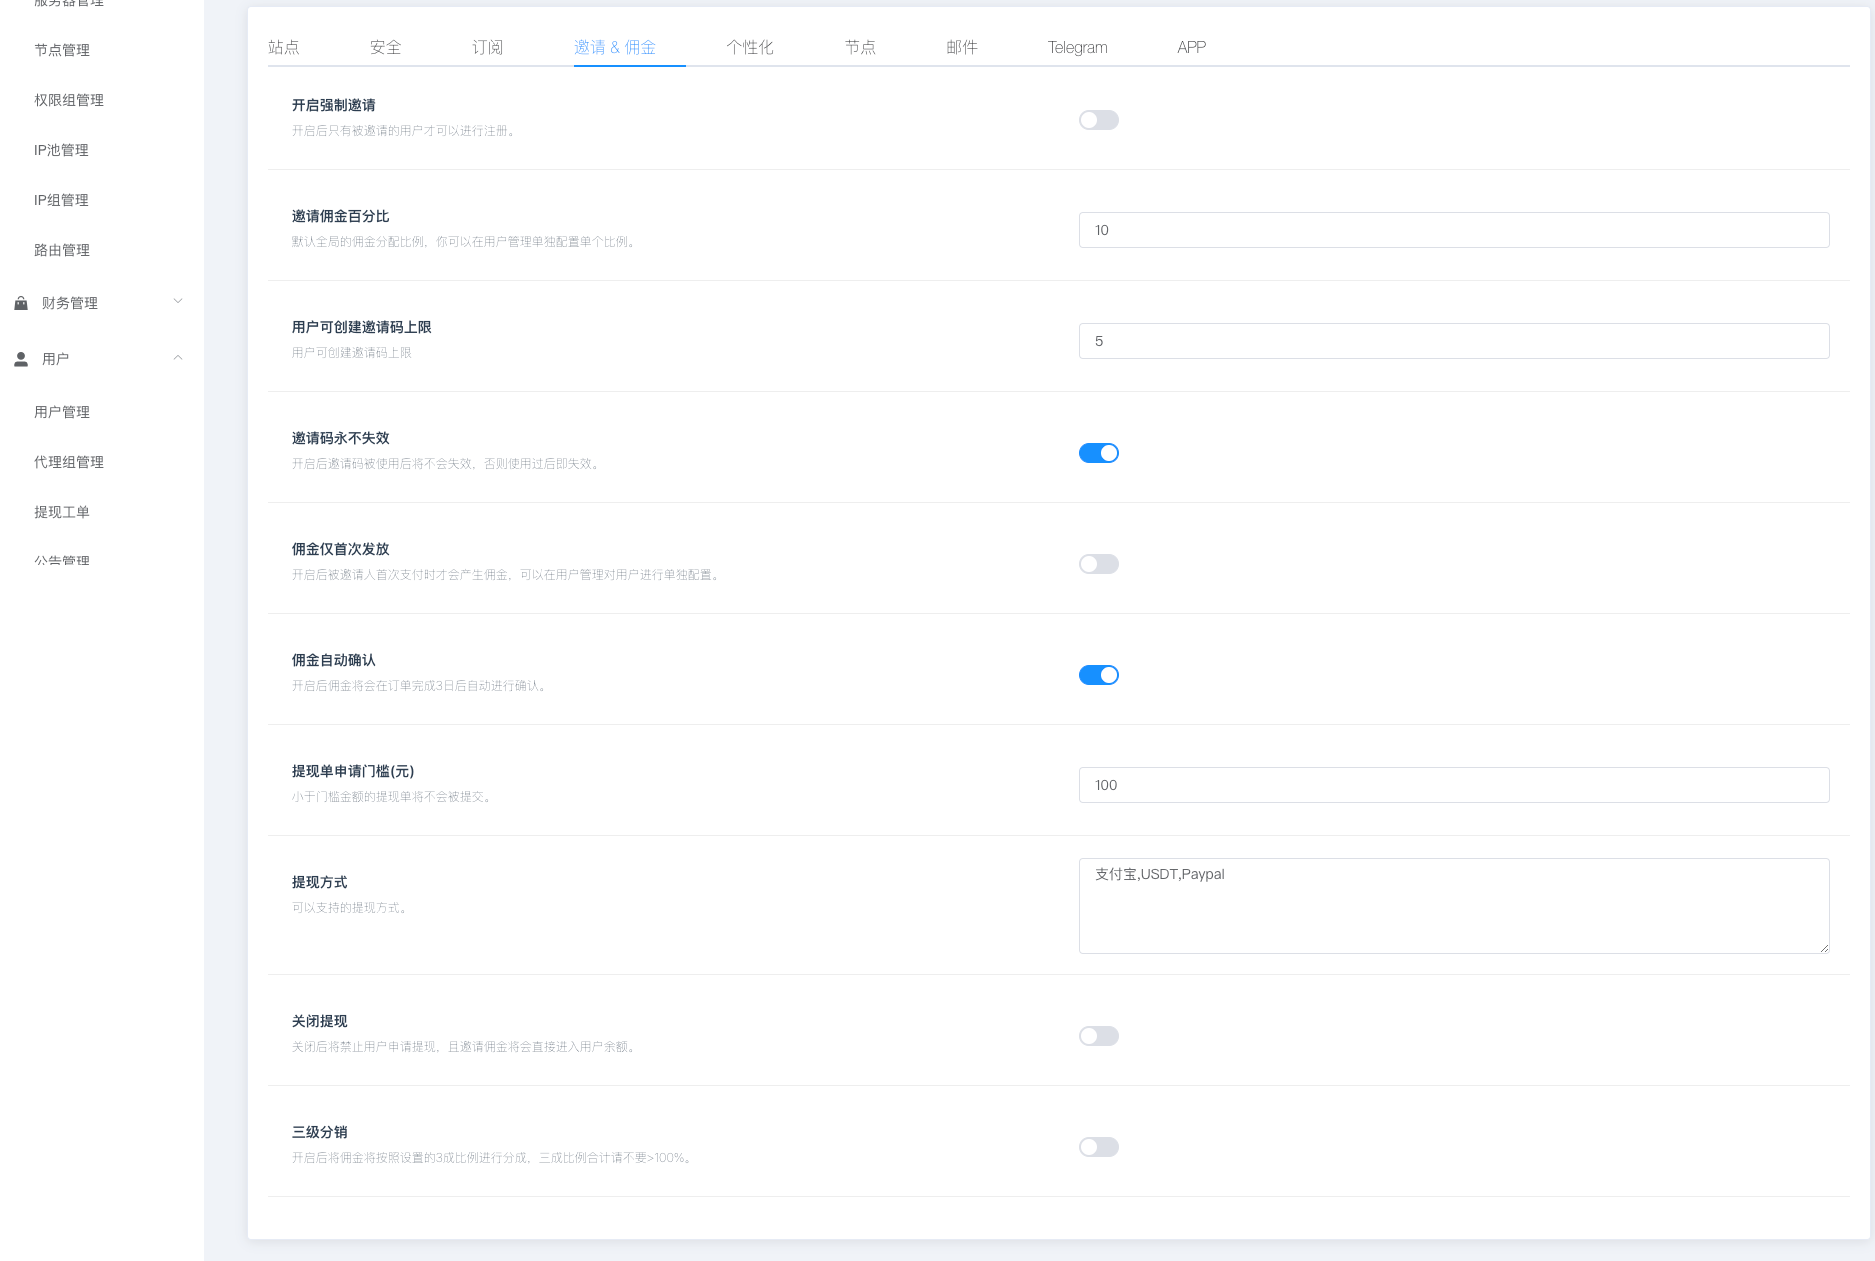 服务器管理
节点管理
权限组管理
IP池管理
IP组管理
路由管理
财务管理
用户
用户管理
代理组管理
提现工单
公告管理
站点
安全
订阅
邀请 & 佣金
个性化
节点
邮件
Telegram
APP
开启强制邀请
开启后只有被邀请的用户才可以进行注册。
邀请佣金百分比
默认全局的佣金分配比例，你可以在用户管理单独配置单个比例。
10
用户可创建邀请码上限
用户可创建邀请码上限
5
邀请码永不失效
开启后邀请码被使用后将不会失效，否则使用过后即失效。
佣金仅首次发放
开启后被邀请人首次支付时才会产生佣金，可以在用户管理对用户进行单独配置。
佣金自动确认
开启后佣金将会在订单完成3日后自动进行确认。
提现单申请门槛(元)
小于门槛金额的提现单将不会被提交。
100
提现方式
可以支持的提现方式。
支付宝,USDT,Paypal
关闭提现
关闭后将禁止用户申请提现，且邀请佣金将会直接进入用户余额。
三级分销
开启后将佣金将按照设置的3成比例进行分成，三成比例合计请不要>100%。